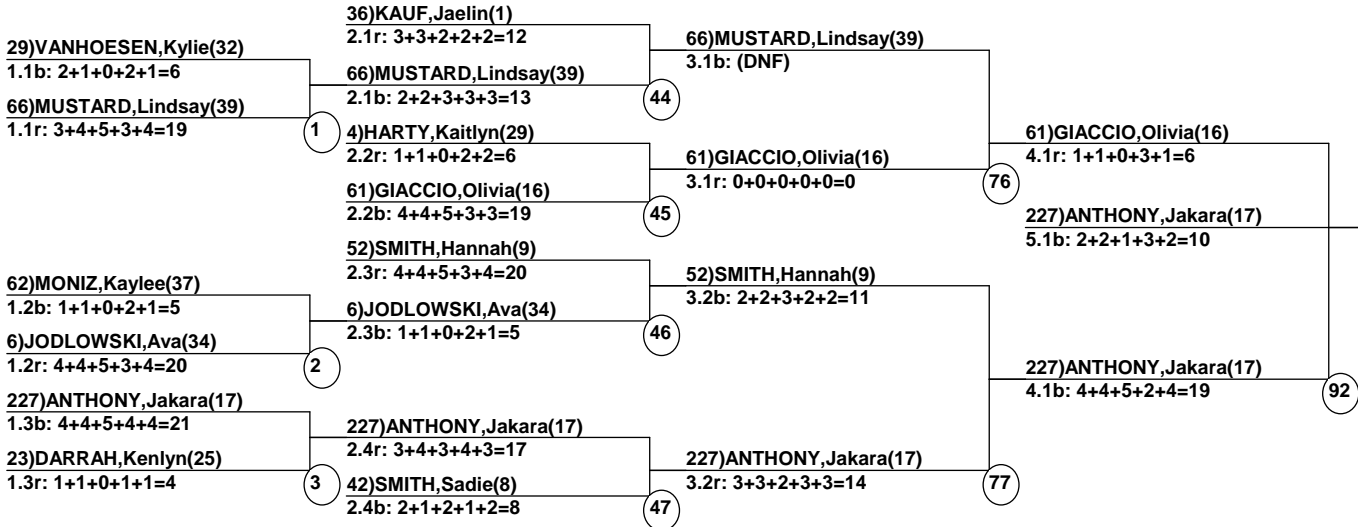 29)VANHOESEN,Kylie(32)
1.1b: 2+1+0+2+1=6
66)MUSTARD,Lindsay(39)
1.1r: 3+4+5+3+4=19
1
62)MONIZ,Kaylee(37)
1.2b: 1+1+0+2+1=5
6)JODLOWSKI,Ava(34)
1.2r: 4+4+5+3+4=20
2
227)ANTHONY,Jakara(17)
1.3b: 4+4+5+4+4=21
23)DARRAH,Kenlyn(25)
1.3r: 1+1+0+1+1=4
3
36)KAUF,Jaelin(1)
2.1r: 3+3+2+2+2=12
66)MUSTARD,Lindsay(39)
2.1b: 2+2+3+3+3=13
44
4)HARTY,Kaitlyn(29)
2.2r: 1+1+0+2+2=6
61)GIACCIO,Olivia(16)
2.2b: 4+4+5+3+3=19
45
52)SMITH,Hannah(9)
2.3r: 4+4+5+3+4=20
6)JODLOWSKI,Ava(34)
2.3b: 1+1+0+2+1=5
46
227)ANTHONY,Jakara(17)
2.4r: 3+4+3+4+3=17
42)SMITH,Sadie(8)
2.4b: 2+1+2+1+2=8
47
66)MUSTARD,Lindsay(39)
3.1b: (DNF)
61)GIACCIO,Olivia(16)
3.1r: 0+0+0+0+0=0
76
52)SMITH,Hannah(9)
3.2b: 2+2+3+2+2=11
227)ANTHONY,Jakara(17)
3.2r: 3+3+2+3+3=14
77
61)GIACCIO,Olivia(16)
4.1r: 1+1+0+3+1=6
227)ANTHONY,Jakara(17)
5.1b: 2+2+1+3+2=10
227)ANTHONY,Jakara(17)
4.1b: 4+4+5+2+4=19
92